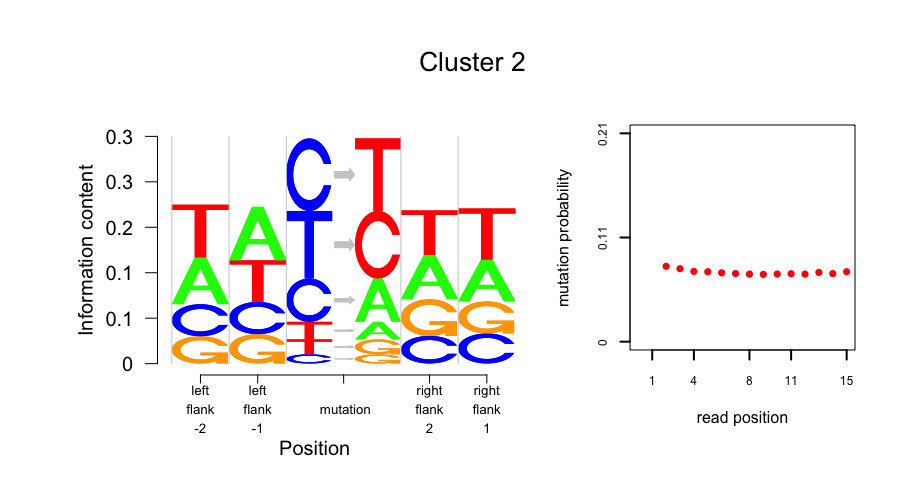 Cluster 2
Information content
0.3
0.3
0.2
0.1
0.1
0
T
A
C
G
A
T
C
G
C
T
C
T
T
C
T
C
A
A
G
G
T
A
G
C
T
A
G
C
left
flank
-2
left
flank
-1
mutation
right
flank
2
right
flank
1
Position
mutation probability
0.21
0.11
0
1 4 8 11 15
read position